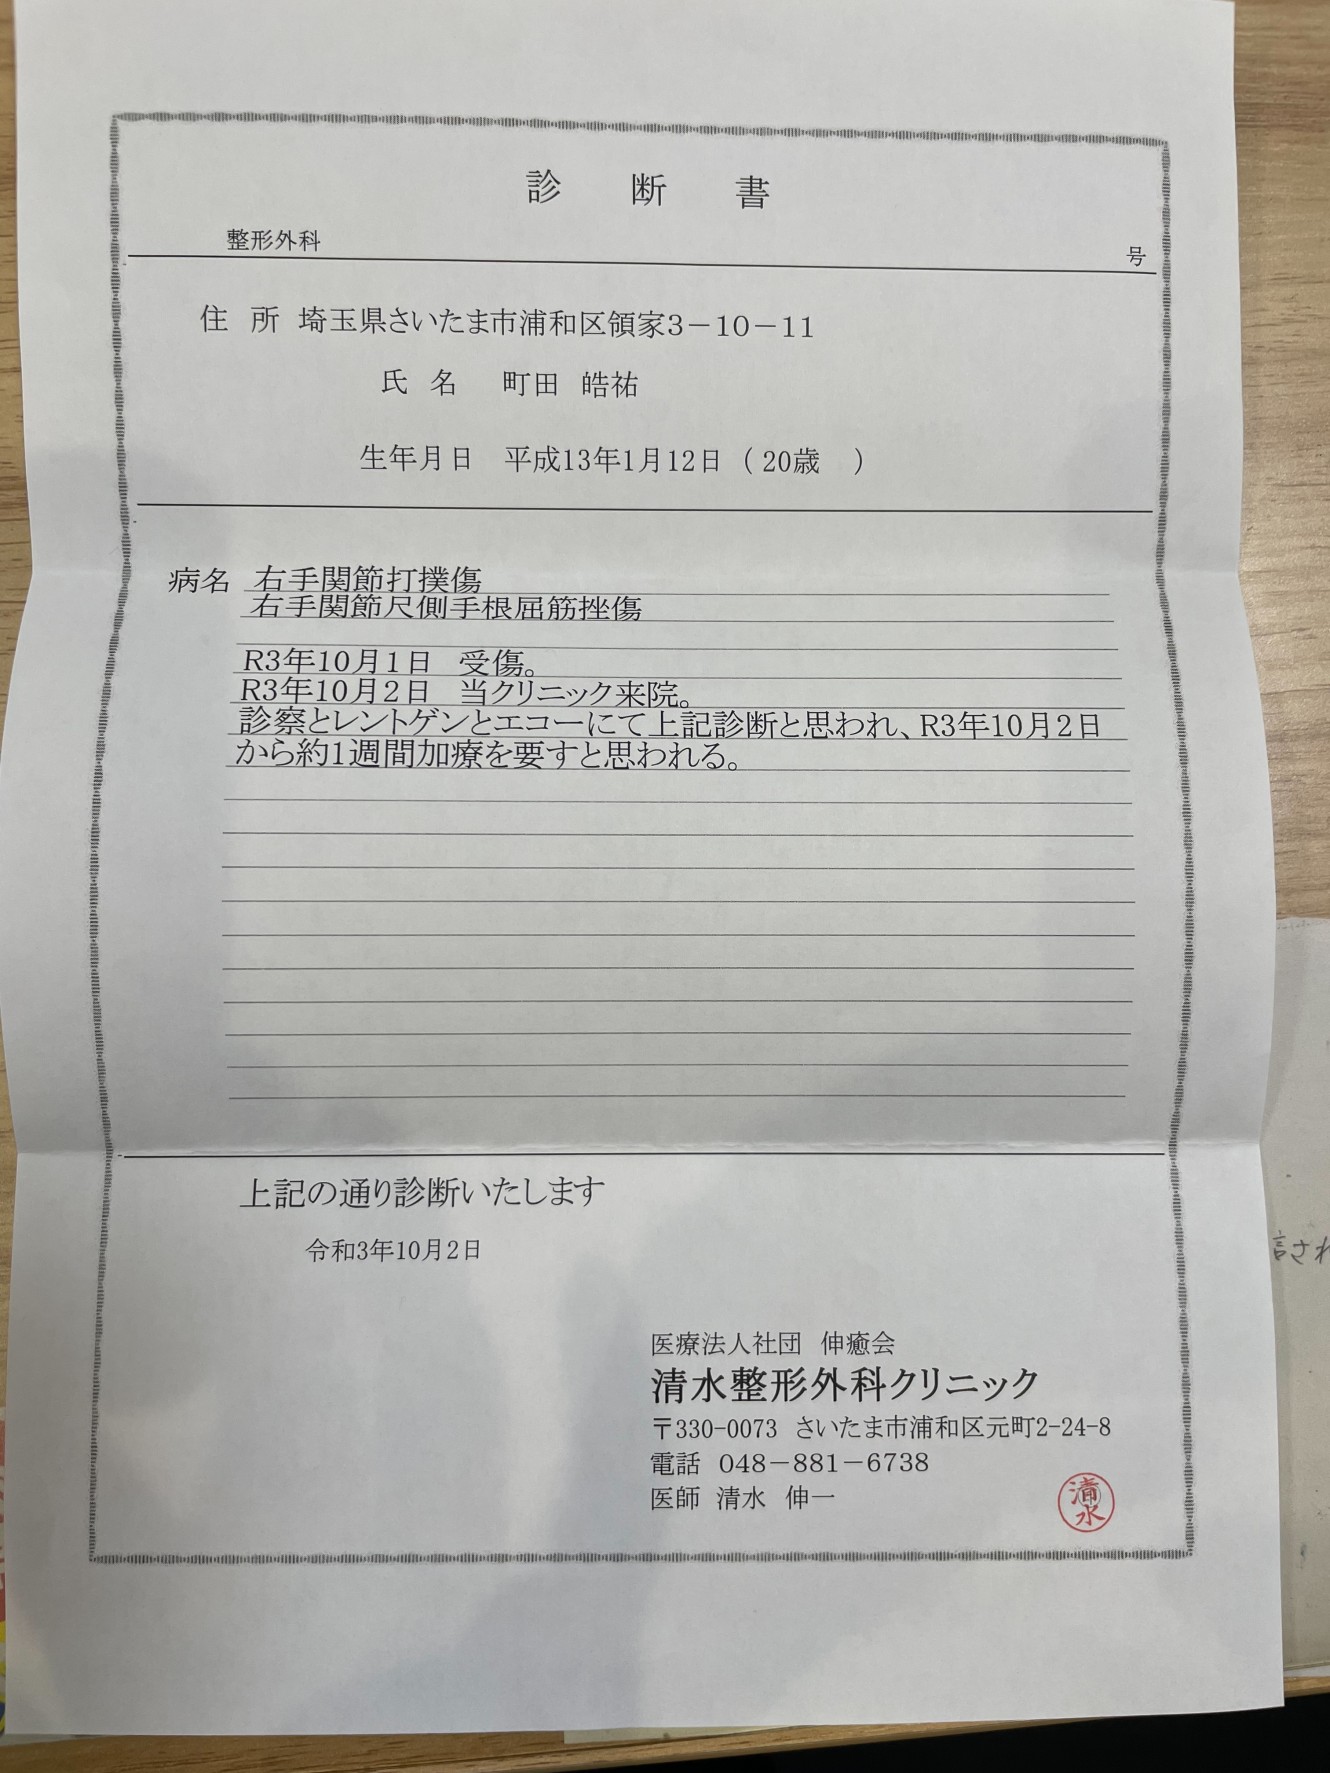 診断書
整形外科
号
住所 埼玉県さいたま市浦和区領家3－10－11
氏名 町田 皓祐
生年月日 平成13年1月12日（20歳 ）
病名 右手関節打撲傷
右手関節尺側手根屈筋挫傷
R3年10月1日 受傷。
R3年10月2日 当クリニック来院。
診察とレントゲンとエコーにて上記診断と思われ、R3年10月2日
から約1週間加療を要すと思われる。
上記の通り診断いたします
令和3年10月2日
医療法人社団 伸癒会
清水整形外科クリニック
〒330-0073 さいたま市浦和区元町2-24-8
電話 048－881－6738
医師 清水 伸一
清水
言され